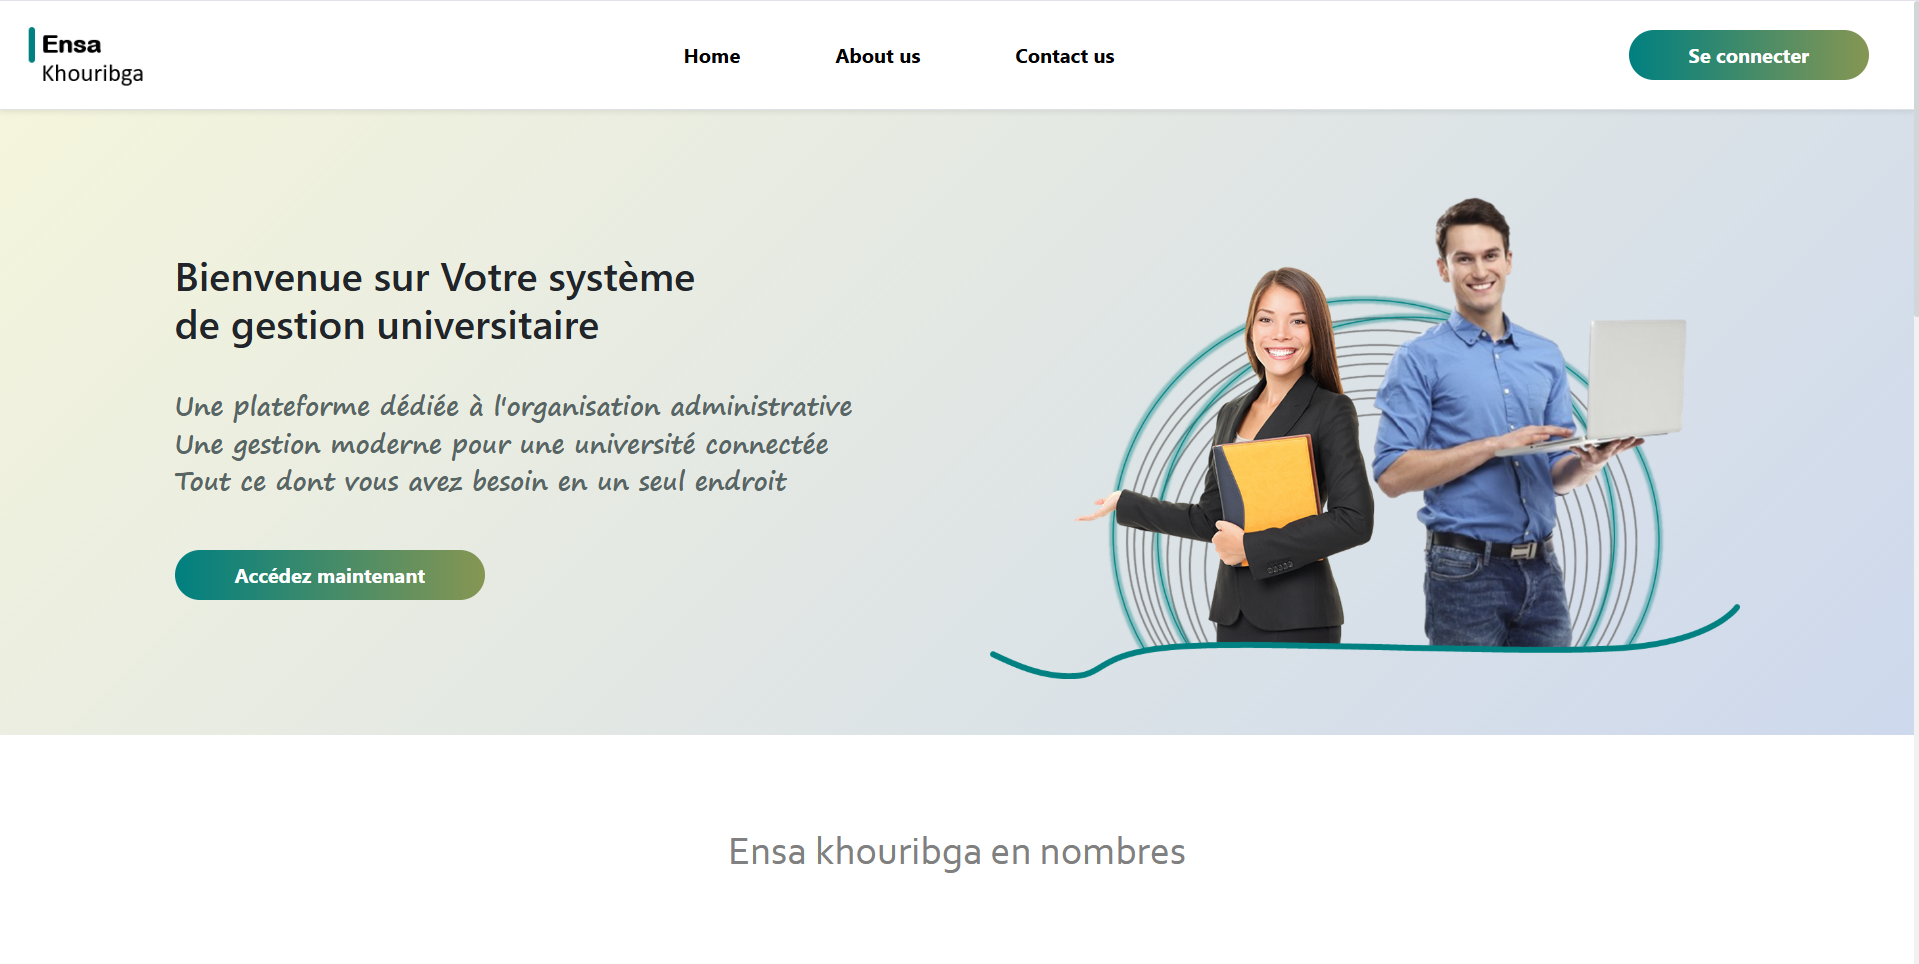 Ensa
Khouribga
Home
About us
Contact us
Se connecter
Bienvenue sur Votre système
de gestion universitaire
Une plateforme dédiée à l'organisation administrative
Une gestion moderne pour une université connectée
Tout ce dont vous avez besoin en un seul endroit
Accédez maintenant
Ensa khouribga en nombres